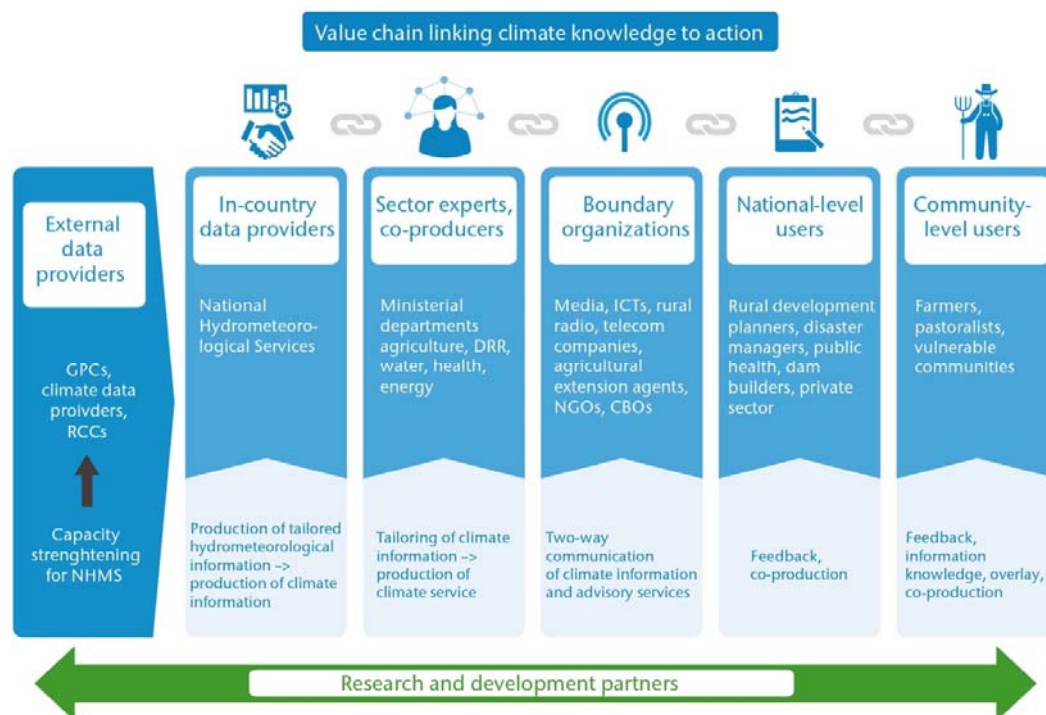 Value chain linking climate knowledge to action
External
data
providers
GPCs,
climate data
proivders,
RCCs
Capacity
strenghtening
for NHMS
In-country
data providers
National
Hydrometeoro-
logical Services
Production of tailored
hydrometeorological
information –>
production of climate
information
Sector experts,
co-producers
Ministerial
departments
agriculture, DRR,
water, health,
energy
Tailoring of climate
information –>
production of
climate service
Boundary
organizations
Media, ICTs, rural
radio, telecom
companies,
agricultural
extension agents,
NGOs, CBOs
Two-way
communication
of climate information
and advisory services
National-level
users
Rural development
planners, disaster
managers, public
health, dam
builders, private
sector
Feedback,
co-production
Community-
level users
Farmers,
pastoralists,
vulnerable
communities
Feedback,
information
knowledge, overlay,
co-production
Research and development partners